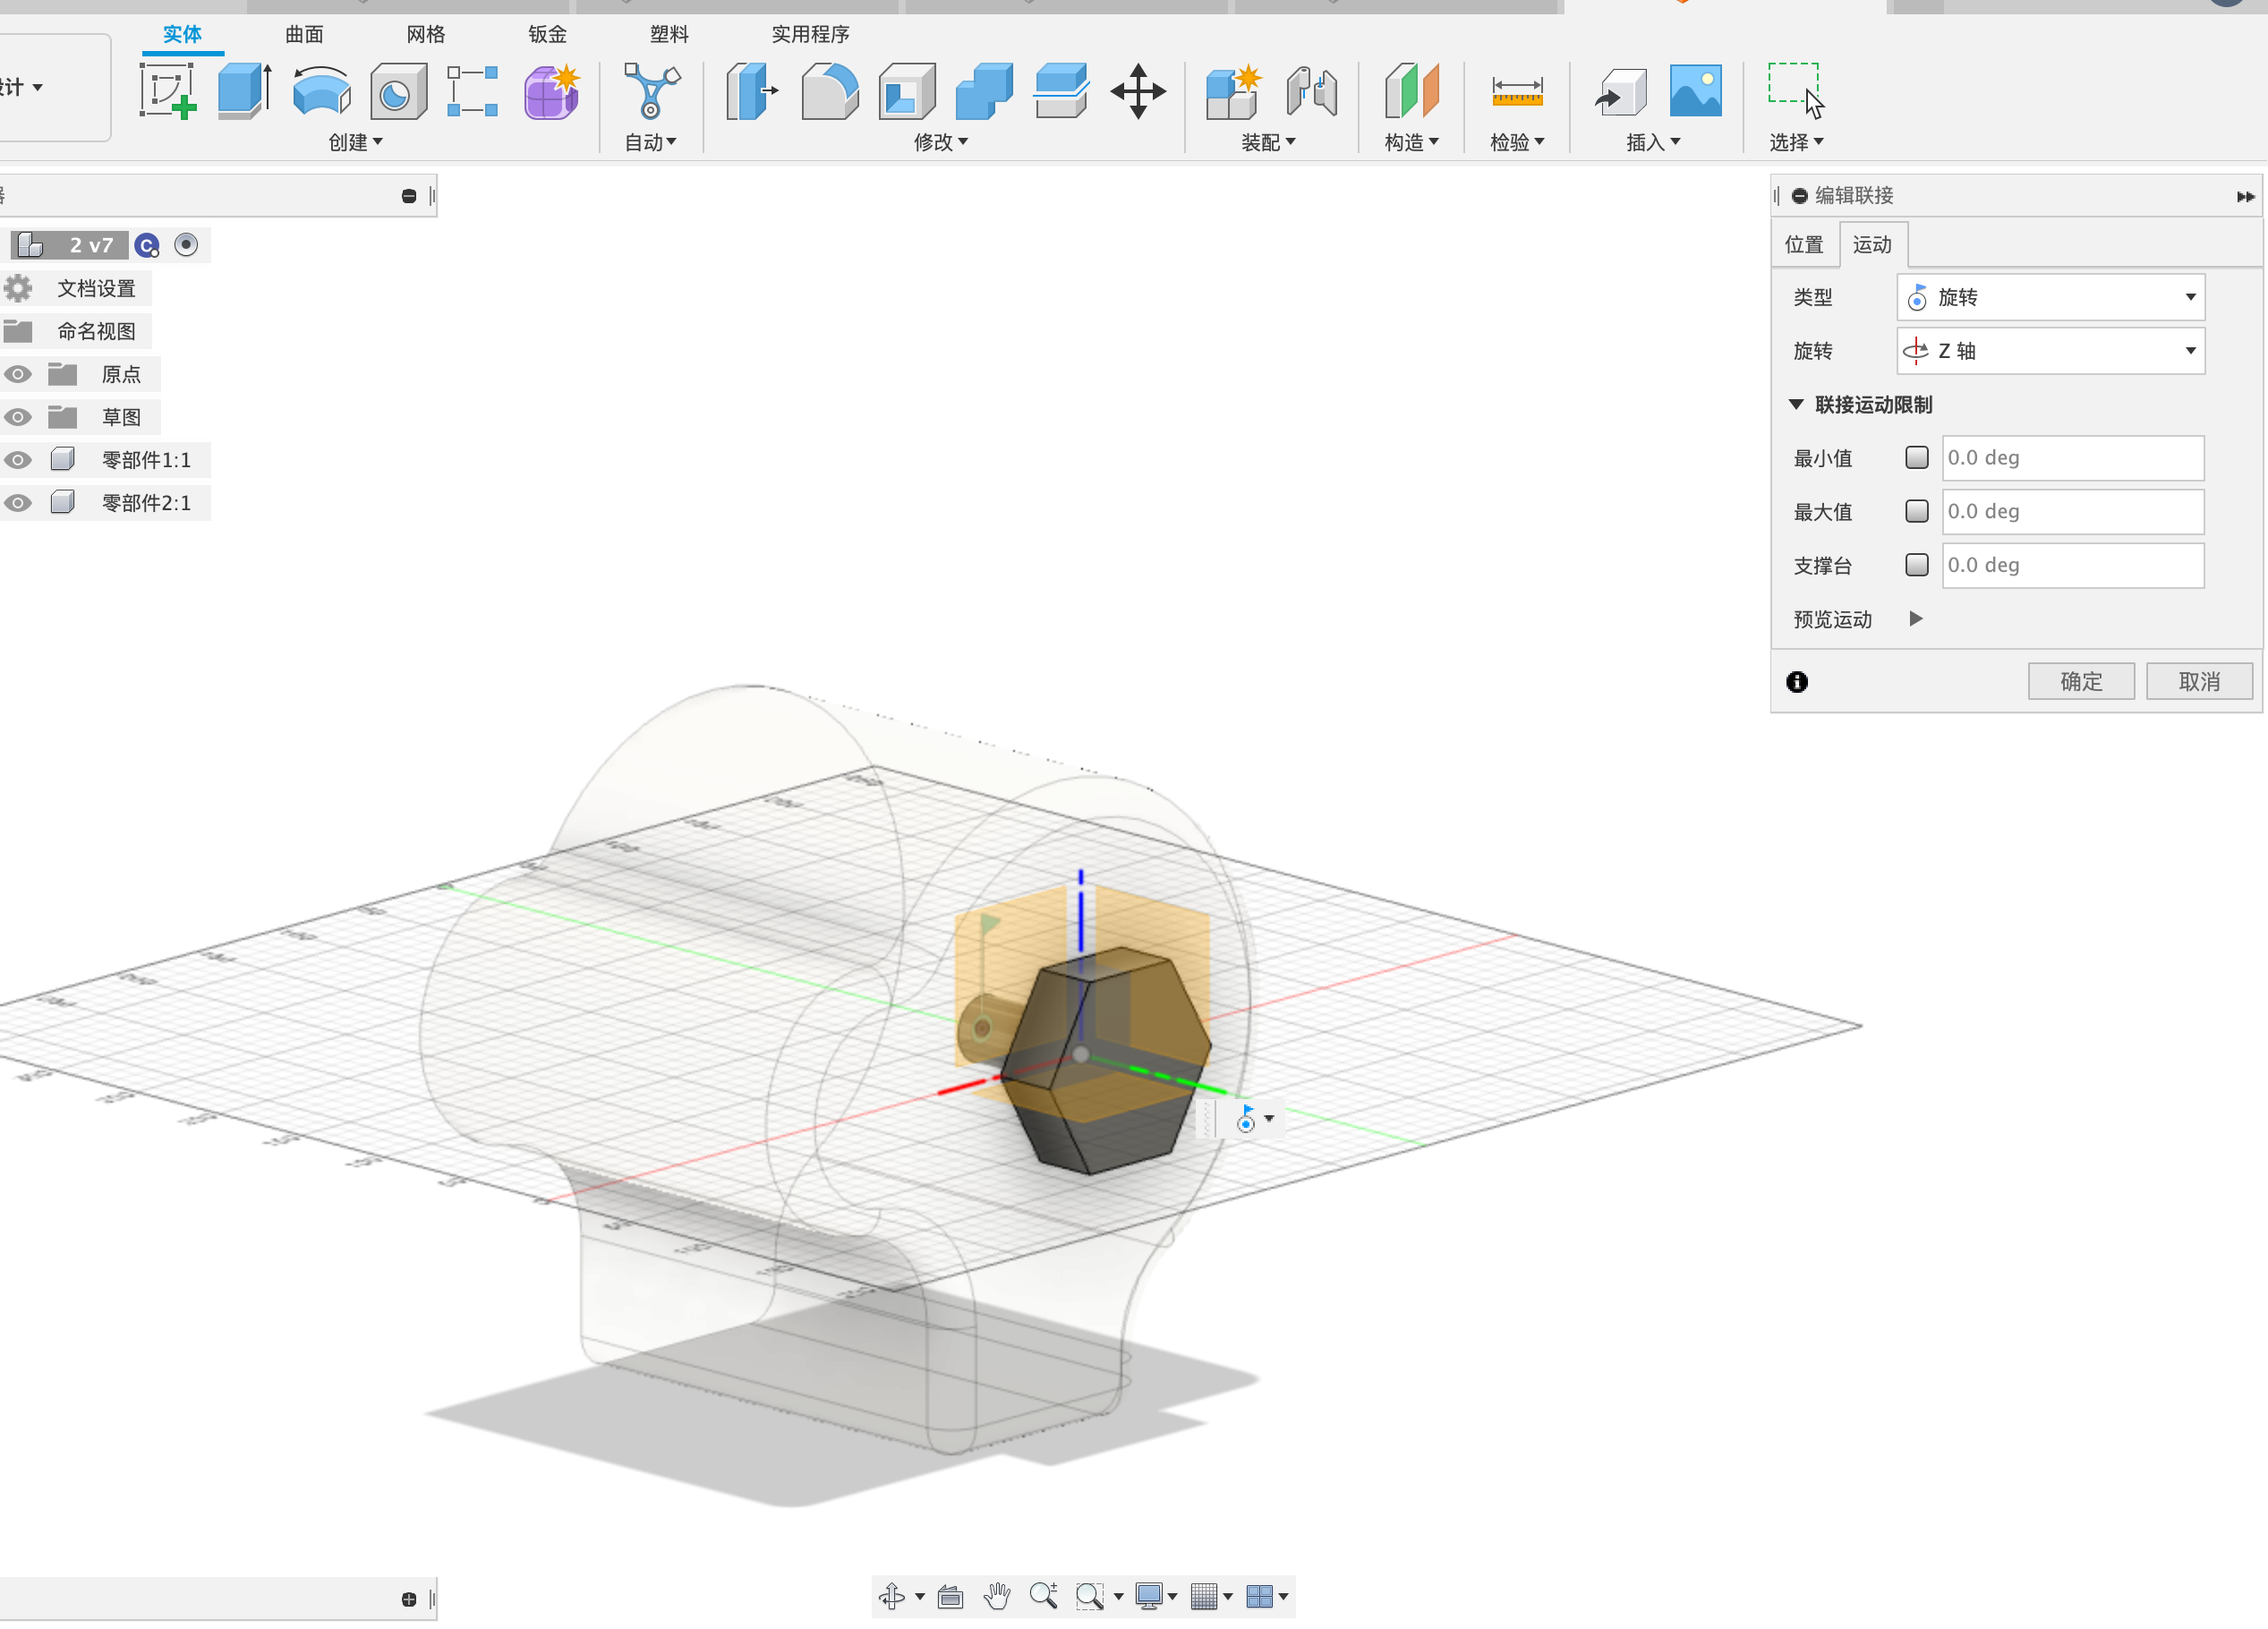 实体 曲面 网格 钣金 塑料 实用程序
计
创建 自动 修改 装配 构造 检验 插入 选择
器
编辑联接
2 v7
位置 运动
文档设置
类型 旋转
命名视图
旋转 Z 轴
原点
联接运动限制
草图
最小值 0.0 deg
零部件1:1
最大值 0.0 deg
零部件2:1
支撑台 0.0 deg
预览运动
确定 取消